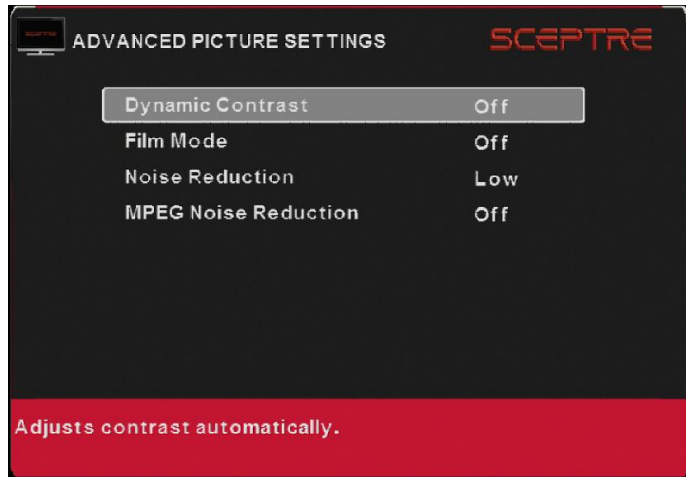 ADVANCED PICTURE SETTINGS SCEPTRE
Dynamic Contrast Off
Film Mode Off
Noise Reduction Low
MPEG Noise Reduction Off
Adjusts contrast automatically.